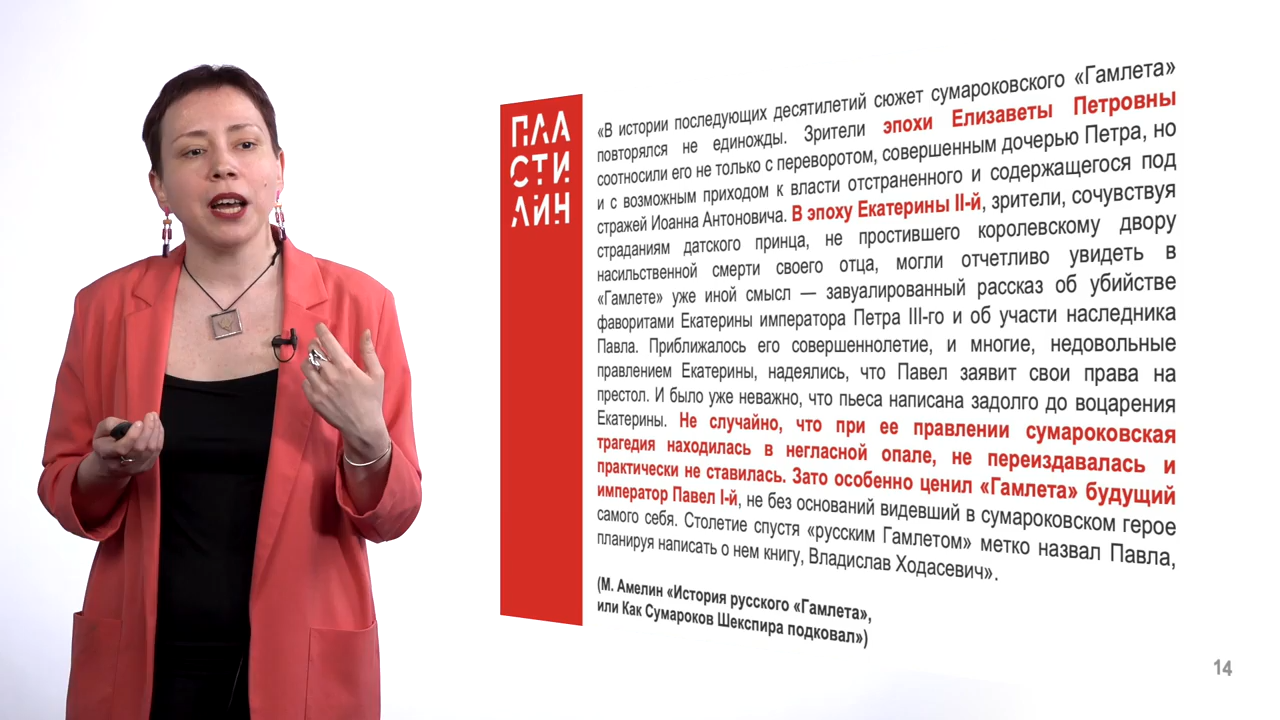 ПЛА
СТИ
ЛИН
«В истории последующих десятилетий сюжет сумароковского «Гамлета»
повторялся не единожды. Зрители эпохи Елизаветы Петровны
соотносили его не только с переворотом, совершенным дочерью Петра, но
и с возможным приходом к власти отстраненного и содержащегося под
стражей Иоанна Антоновича. В эпоху Екатерины II-й, зрители, сочувствуя
страданиям датского принца, не простившего королевскому двору
насильственной смерти своего отца, могли отчетливо увидеть в
«Гамлете» уже иной смысл — завуалированный рассказ об убийстве
фаворитами Екатерины императора Петра III-го и об участи наследника
Павла. Приближалось его совершеннолетие, и многие, недовольные
правлением Екатерины, надеялись, что Павел заявит свои права на
престол. И было уже неважно, что пьеса написана задолго до воцарения
Екатерины. Не случайно, что при ее правлении сумароковская
трагедия находилась в негласной опале, не переиздавалась и
практически не ставилась. Зато особенно ценил «Гамлета» будущий
император Павел I-й, не без оснований видевший в сумароковском герое
самого себя. Столетие спустя «русским Гамлетом» метко назвал Павла,
планируя написать о нем книгу, Владислав Ходасевич».
(М. Амелин «История русского «Гамлета»,
или Как Сумароков Шекспира подковал»)
14